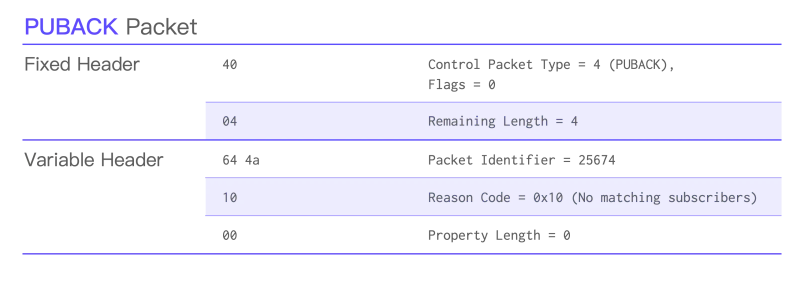 PUBACK Packet
Fixed Header 40 Control Packet Type = 4 (PUBACK),
Flags = 0
04 Remaining Length = 4
Variable Header 64 4a Packet Identifier = 25674
10 Reason Code = 0x10 (No matching subscribers)
00 Property Length = 0